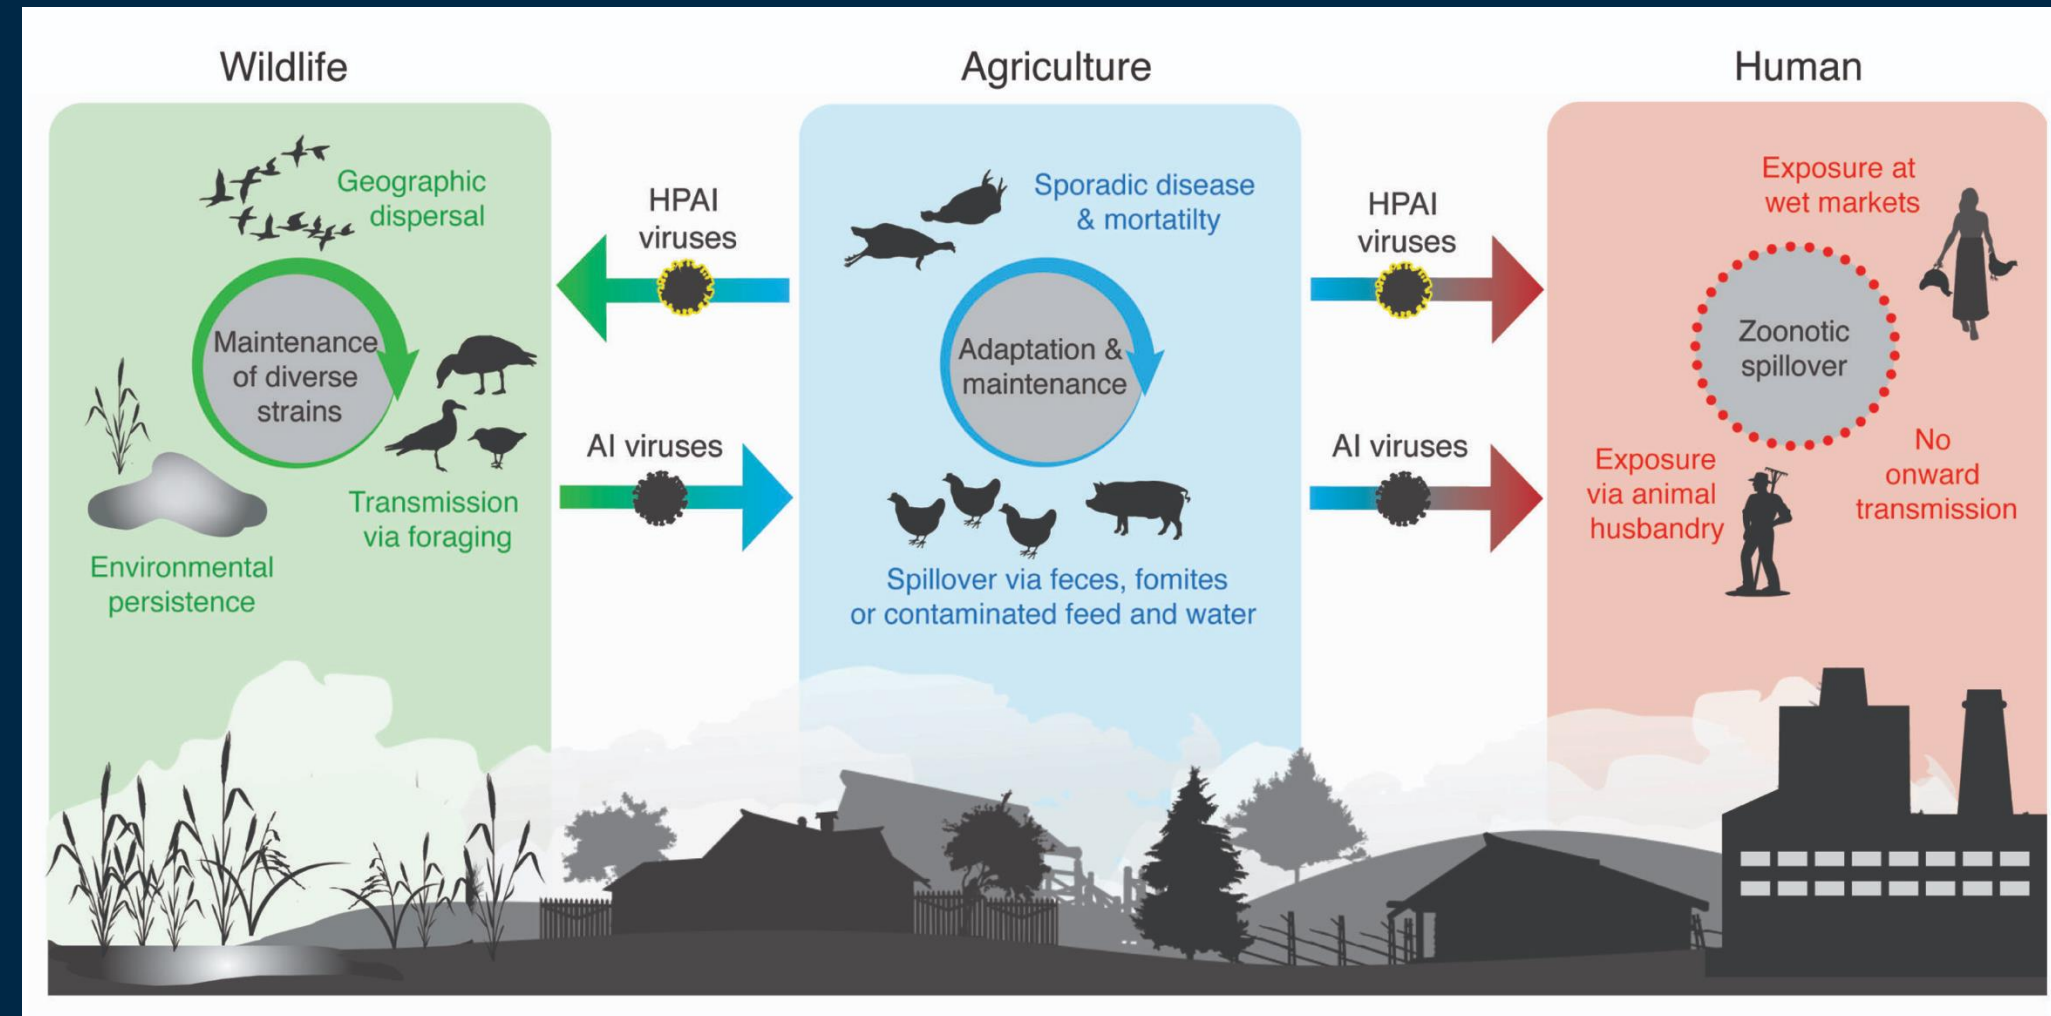 Wildlife
Agriculture
Human
Geographic
dispersal
Maintenance
of diverse
strains
Transmission
via foraging
Environmental
persistence
HPAI
viruses
AI viruses
Sporadic disease
& mortatilty
Adaptation &
maintenance
Spillover via feces, fomites
or contaminated feed and water
HPAI
viruses
AI viruses
Exposure at
wet markets
Zoonotic
spillover
Exposure
via animal
husbandry
No
onward
transmission